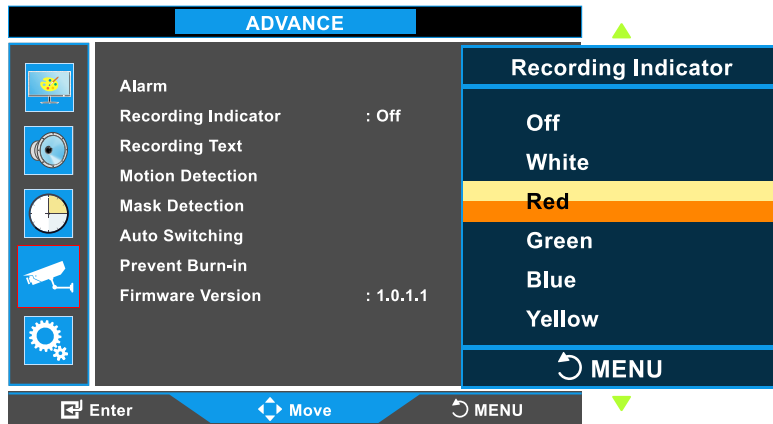 ADVANCE
Alarm
Recording Indicator : Off
Recording Text
Motion Detection
Mask Detection
Auto Switching
Prevent Burn-in
Firmware Version : 1.0.1.1
Recording Indicator
Off
White
Red
Green
Blue
Yellow
MENU
Enter Move MENU